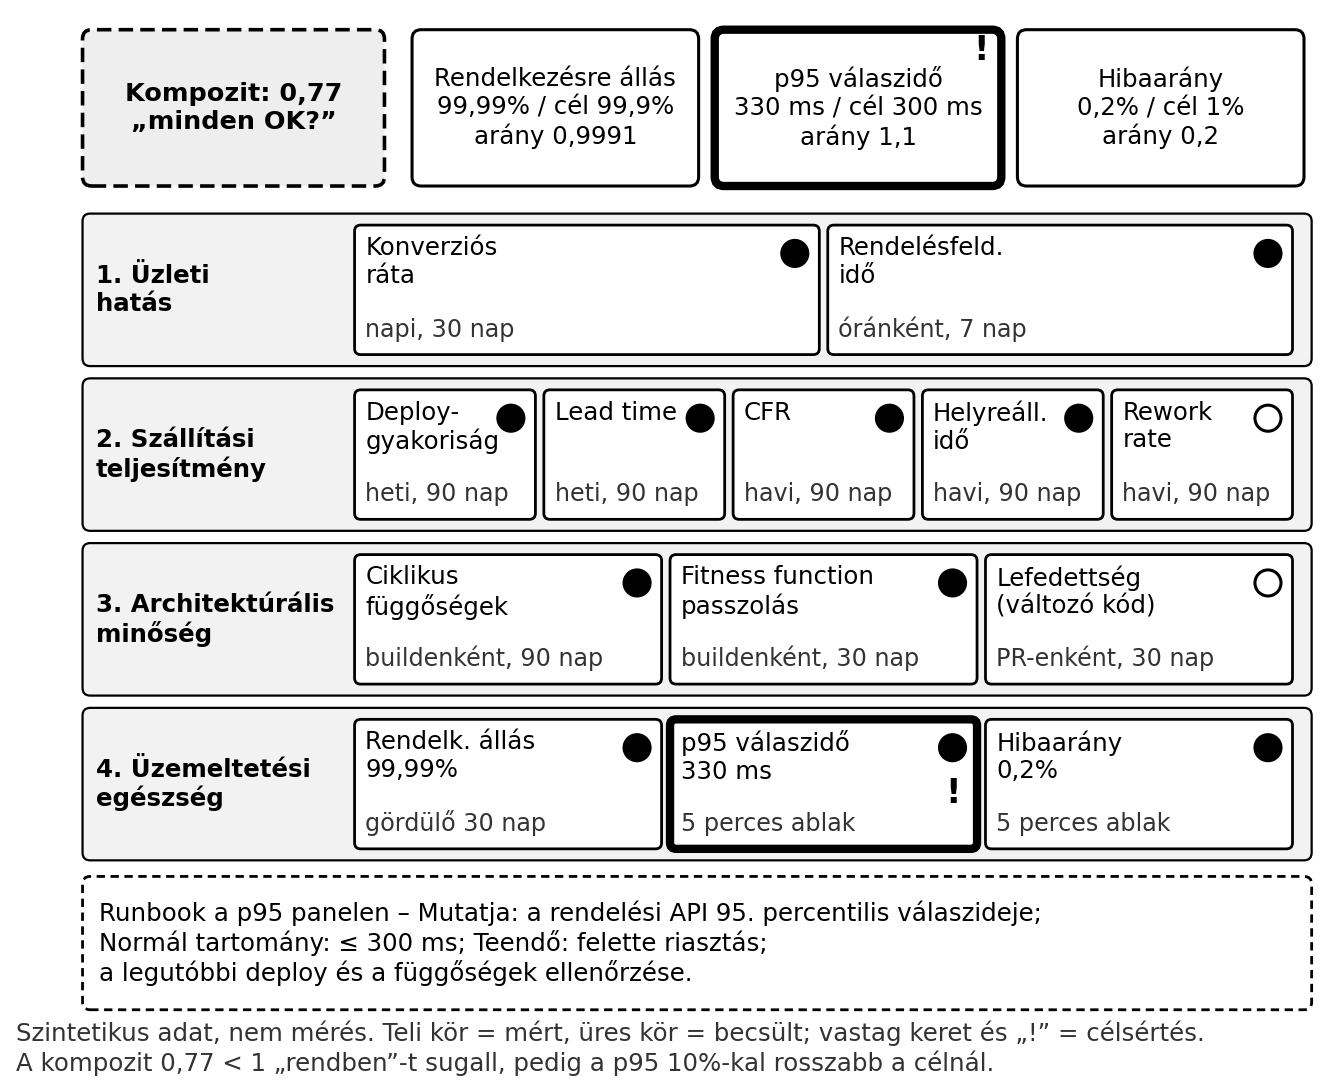 Kompozit: 0,77
„minden OK?”
Rendelkezésre állás
99,99% / cél 99,9%
arány 0,9991
!
p95 válaszidő
330 ms / cél 300 ms
arány 1,1
Hibaarány
0,2% / cél 1%
arány 0,2
1. Üzleti
hatás
Konverziós
ráta
napi, 30 nap
Rendelésfeld.
idő
óránként, 7 nap
2. Szállítási
teljesítmény
Deploy-
gyakoriság
heti, 90 nap
Lead time
heti, 90 nap
CFR
havi, 90 nap
Helyreáll.
idő
havi, 90 nap
Rework
rate
havi, 90 nap
3. Architektúrális
minőség
Ciklikus
függőségek
buildenként, 90 nap
Fitness function
passzolás
buildenként, 30 nap
Lefedettség
(változó kód)
PR-enként, 30 nap
4. Üzemeltetési
egészség
Rendelk. állás
99,99%
gördülő 30 nap
p95 válaszidő
330 ms
!
5 perces ablak
Hibaarány
0,2%
5 perces ablak
Runbook a p95 panelen – Mutatja: a rendelési API 95. percentilis válaszideje;
Normál tartomány: ≤ 300 ms; Teendő: felette riasztás;
a legutóbbi deploy és a függőségek ellenőrzése.
Szintetikus adat, nem mérés. Teli kör = mért, üres kör = becsült; vastag keret és „!” = célsértés.
A kompozit 0,77 < 1 „rendben”-t sugall, pedig a p95 10%-kal rosszabb a célnál.